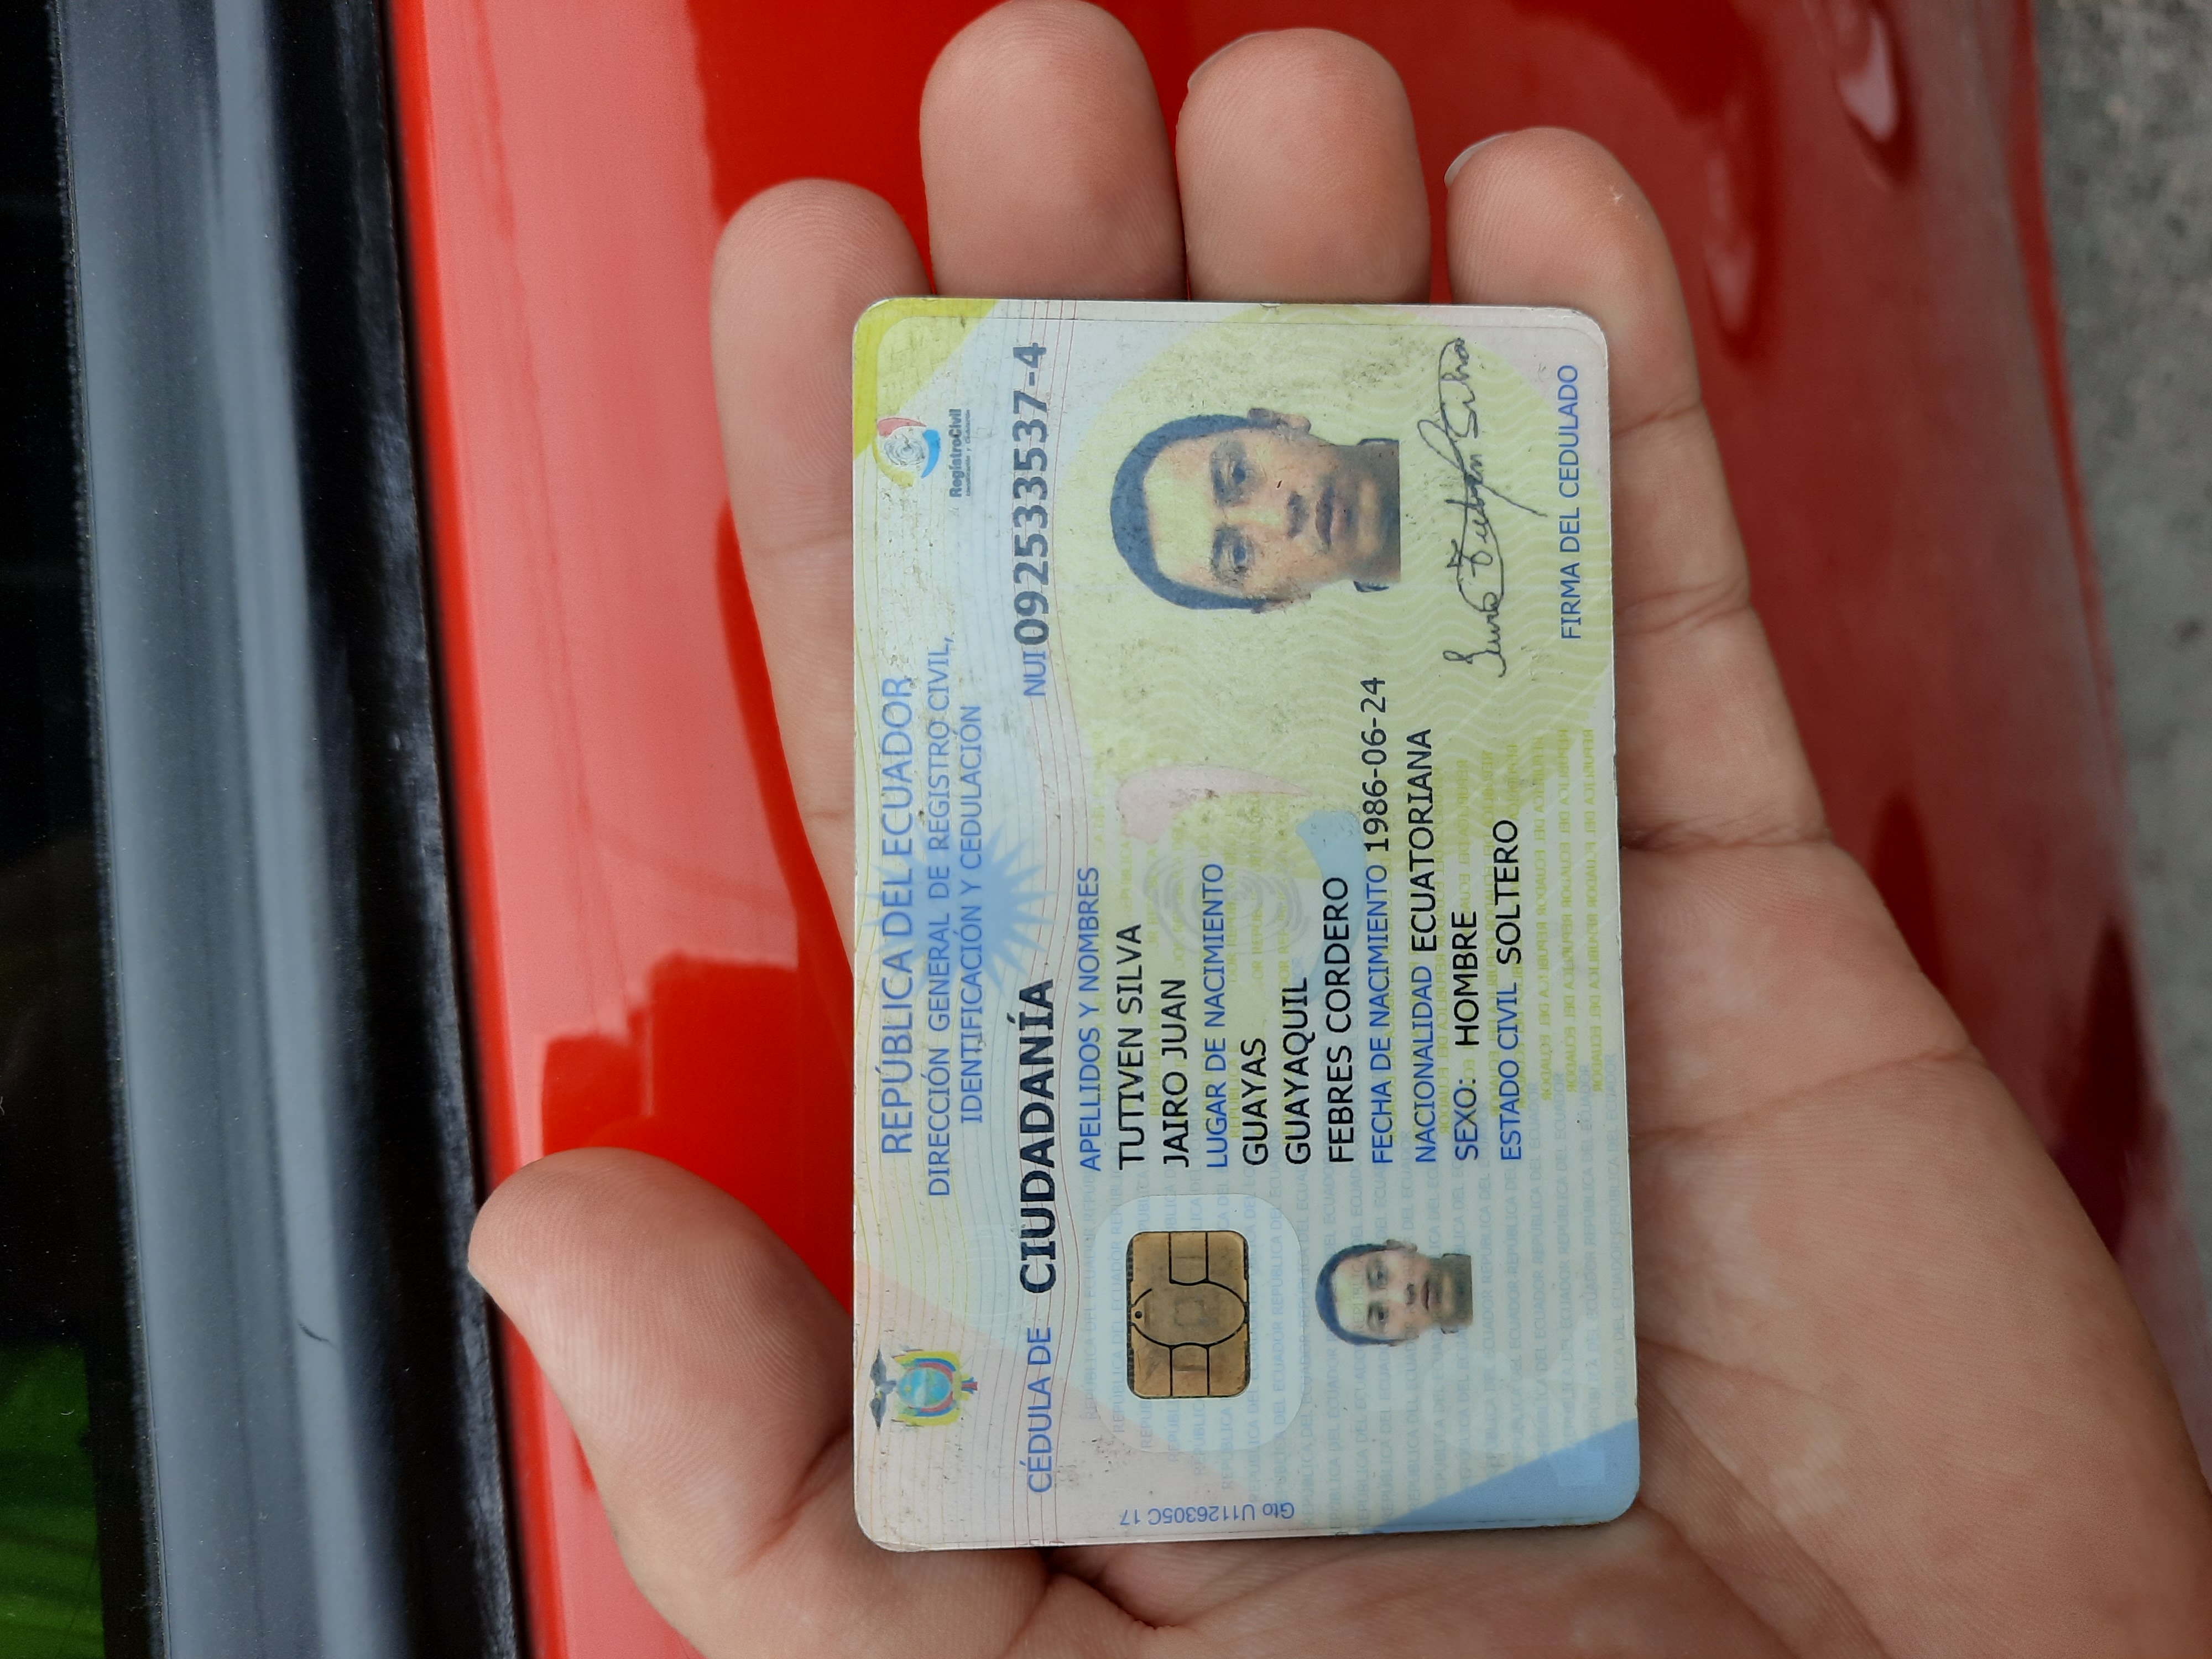 REPÚBLICA DEL ECUADOR
DIRECCIÓN GENERAL DE REGISTRO CIVIL,
IDENTIFICACIÓN Y CEDULACIÓN
RegistroCivil
Identificación y Cedulación
CÉDULA DE CIUDADANÍA
NUI 092533537-4
APELLIDOS Y NOMBRES
TUTIVEN SILVA
JAIRO JUAN
LUGAR DE NACIMIENTO
GUAYAS
GUAYAQUIL
FEBRES CORDERO
FECHA DE NACIMIENTO 1986-06-24
NACIONALIDAD ECUATORIANA
SEXO: HOMBRE
ESTADO CIVIL SOLTERO
Gto U1126305C 17
Tutiven Silva
FIRMA DEL CEDULADO